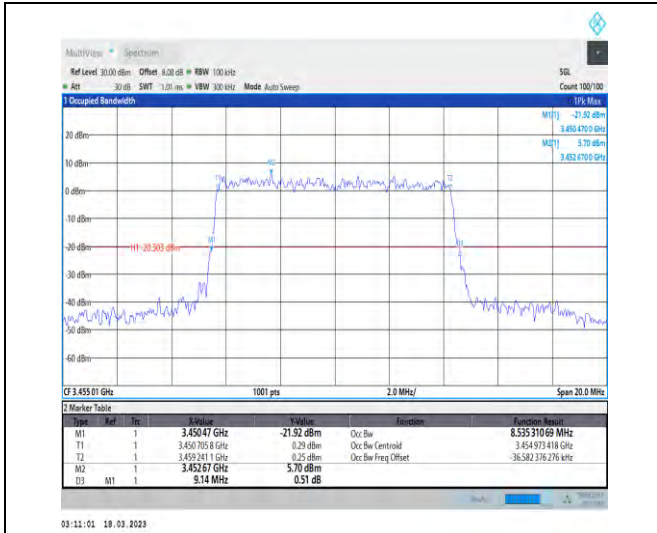 MultiView Spectrum
Ref Level 30.00 dBm Offset 8.08 dB RBW 100 kHz SGL
Att 30 dB SWT 1.01 ms VBW 300 kHz Mode Auto Sweep Count 100/100
1 Occupied Bandwidth 1Pk Max
M1[1] -21.92 dBm
3.450 470 0 GHz
M2[1] 5.70 dBm
3.452 670 0 GHz
20 dBm
10 dBm
M2
T1 T2
0 dBm
-10 dBm
M1
-20 dBm H1 -20.303 dBm
-30 dBm
-40 dBm
-50 dBm
-60 dBm
CF 3.455 01 GHz 1001 pts 2.0 MHz/ Span 20.0 MHz
2 Marker Table
Type Ref Trc X-Value Y-Value Function Function Result
M1 1 3.450 47 GHz -21.92 dBm Occ Bw 8.535 310 69 MHz
T1 1 3.450 705 8 GHz 0.29 dBm Occ Bw Centroid 3.454 973 418 GHz
T2 1 3.459 241 1 GHz 0.25 dBm Occ Bw Freq Offset -36.582 376 276 kHz
M2 1 3.452 67 GHz 5.70 dBm
D3 M1 1 9.14 MHz 0.51 dB
03:11:01 18.03.2023